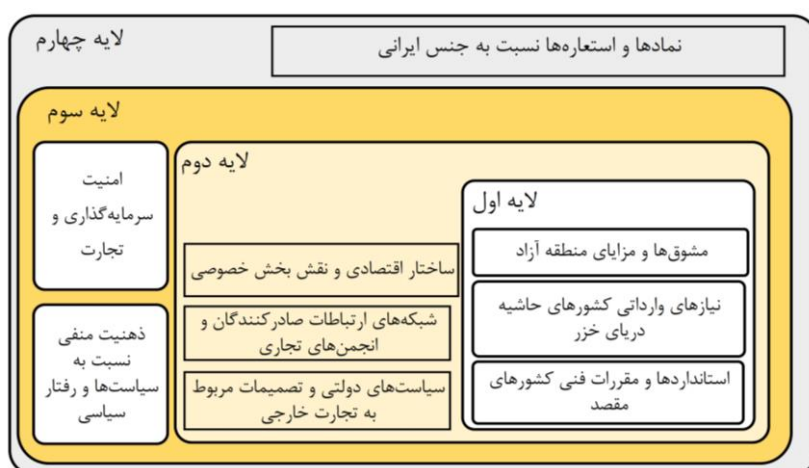 لایه چهارم
نمادها و استعاره‌ها نسبت به جنس ایرانی
لایه سوم
امنیت
سرمایه‌گذاری و
تجارت
ذهنیت منفی
نسبت به
سیاست‌ها و رفتار
سیاسی
لایه دوم
ساختار اقتصادی و نقش بخش خصوصی
شبکه‌های ارتباطات صادرکنندگان و
انجمن‌های تجاری
سیاست‌های دولتی و تصمیمات مربوط
به تجارت خارجی
لایه اول
مشوق‌ها و مزایای منطقه آزاد
نیازهای وارداتی کشورهای حاشیه
دریای خزر
استانداردها و مقررات فنی کشورهای
مقصد